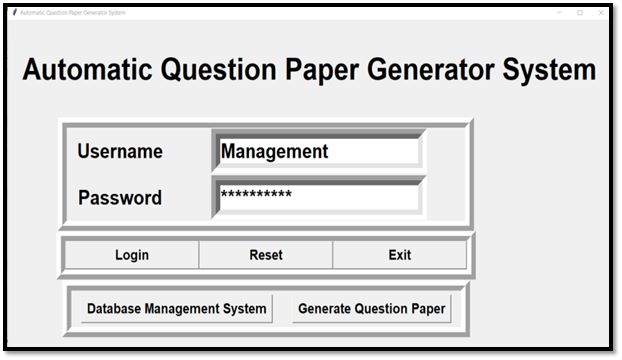 Automatic Question Paper Generator System
Automatic Question Paper Generator System
Username Management
Password **********
Login Reset Exit
Database Management System Generate Question Paper